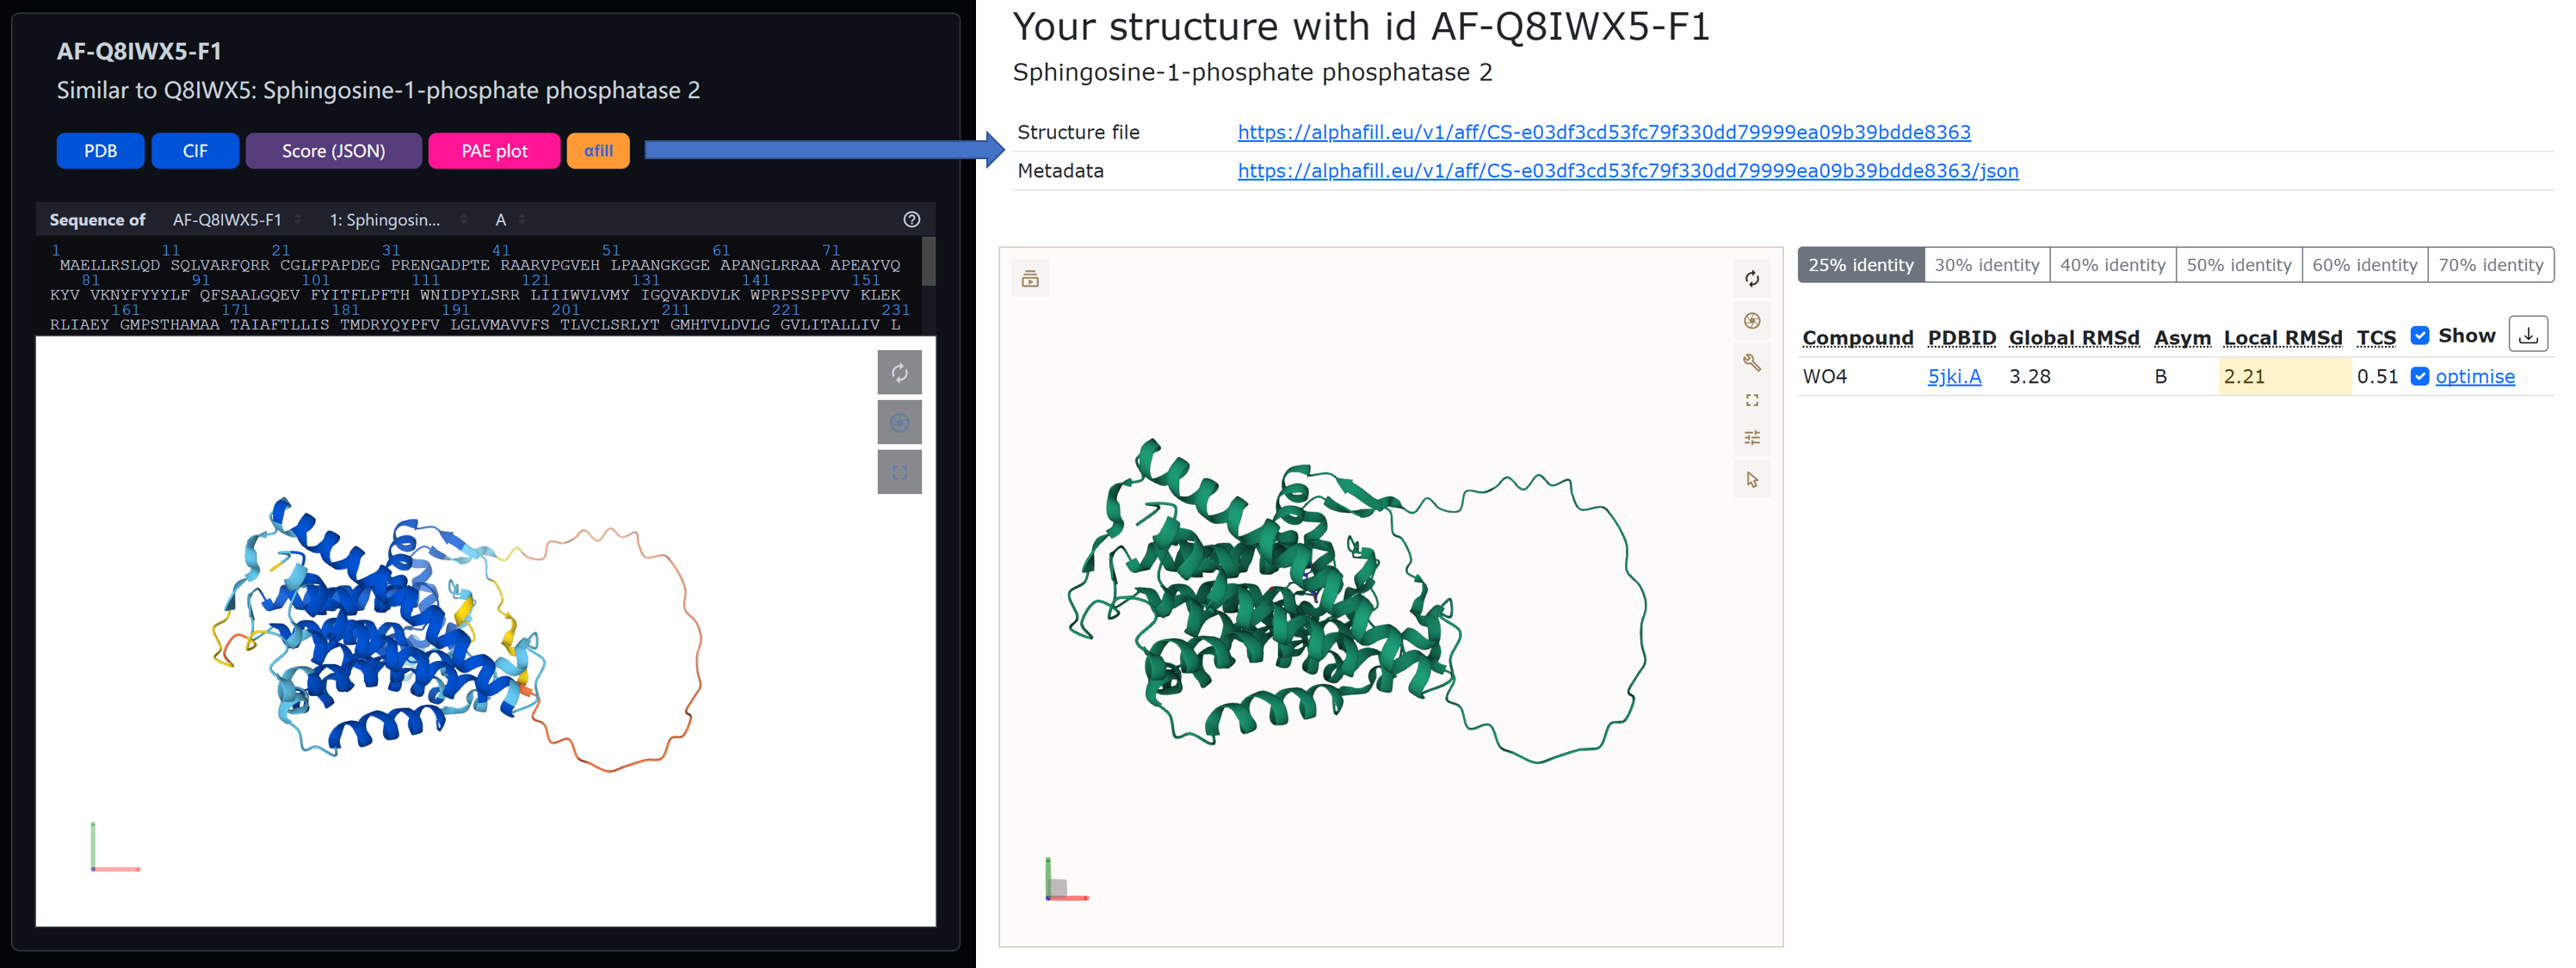 AF-Q8IWX5-F1
Similar to Q8IWX5: Sphingosine-1-phosphate phosphatase 2
PDB CIF Score (JSON) PAE plot αfill
Sequence of AF-Q8IWX5-F1 1: Sphingosin... A
1 11 21 31 41 51 61 71
MAELLRSLQD SQLVARFQRR CGLFPAPDEG PRENGADPTE RAARVPGVEH LPAANGKGGE APANGLRRAA APEAYVQ
81 91 101 111 121 131 141 151
KYV VKNYFYYYLF QFSAALGQEV FYITFLPFTH WNIDPYLSRR LIIIWVLVMY IGQVAKDVLK WPRPSSPPVV KLEK
161 171 181 191 201 211 221 231
RLIAEY GMPSTHAMAA TAIAFTLLIS TMDRYQYPFV LGLVMAVVFS TLVCLSRLYT GMHTVLDVLG GVLITALLIV L
Your structure with id AF-Q8IWX5-F1
Sphingosine-1-phosphate phosphatase 2
Structure file https://alphafill.eu/v1/aff/CS-e03df3cd53fc79f330dd79999ea09b39bdde8363
Metadata https://alphafill.eu/v1/aff/CS-e03df3cd53fc79f330dd79999ea09b39bdde8363/json
25% identity 30% identity 40% identity 50% identity 60% identity 70% identity
Compound PDBID Global RMSd Asym Local RMSd TCS Show
WO4 5jki.A 3.28 B 2.21 0.51 optimise